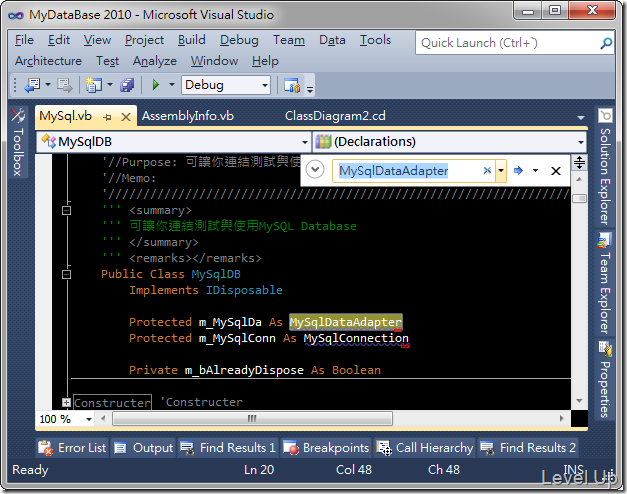 MyDataBase 2010 - Microsoft Visual Studio
File Edit View Project Build Debug Team Data Tools
Quick Launch (Ctrl+`)
Architecture Test Analyze Window Help
Debug
MySql.vb AssemblyInfo.vb ClassDiagram2.cd
MySqlDB (Declarations)
MySqlDataAdapter
'//Purpose: 可讓你連結測試與使
'//Memo:
''' <summary>
''' 可讓你連結測試與使用MySQL Database
''' </summary>
''' <remarks></remarks>
Public Class MySqlDB
Implements IDisposable
Protected m_MySqlDa As MySqlDataAdapter
Protected m_MySqlConn As MySqlConnection
Private m_bAlreadyDispose As Boolean
Constructer 'Constructer
100 %
Toolbox
Solution Explorer
Team Explorer
Properties
Error List Output Find Results 1 Breakpoints Call Hierarchy Find Results 2
Ready Ln 20 Col 48 Ch 48 INS
Level Up